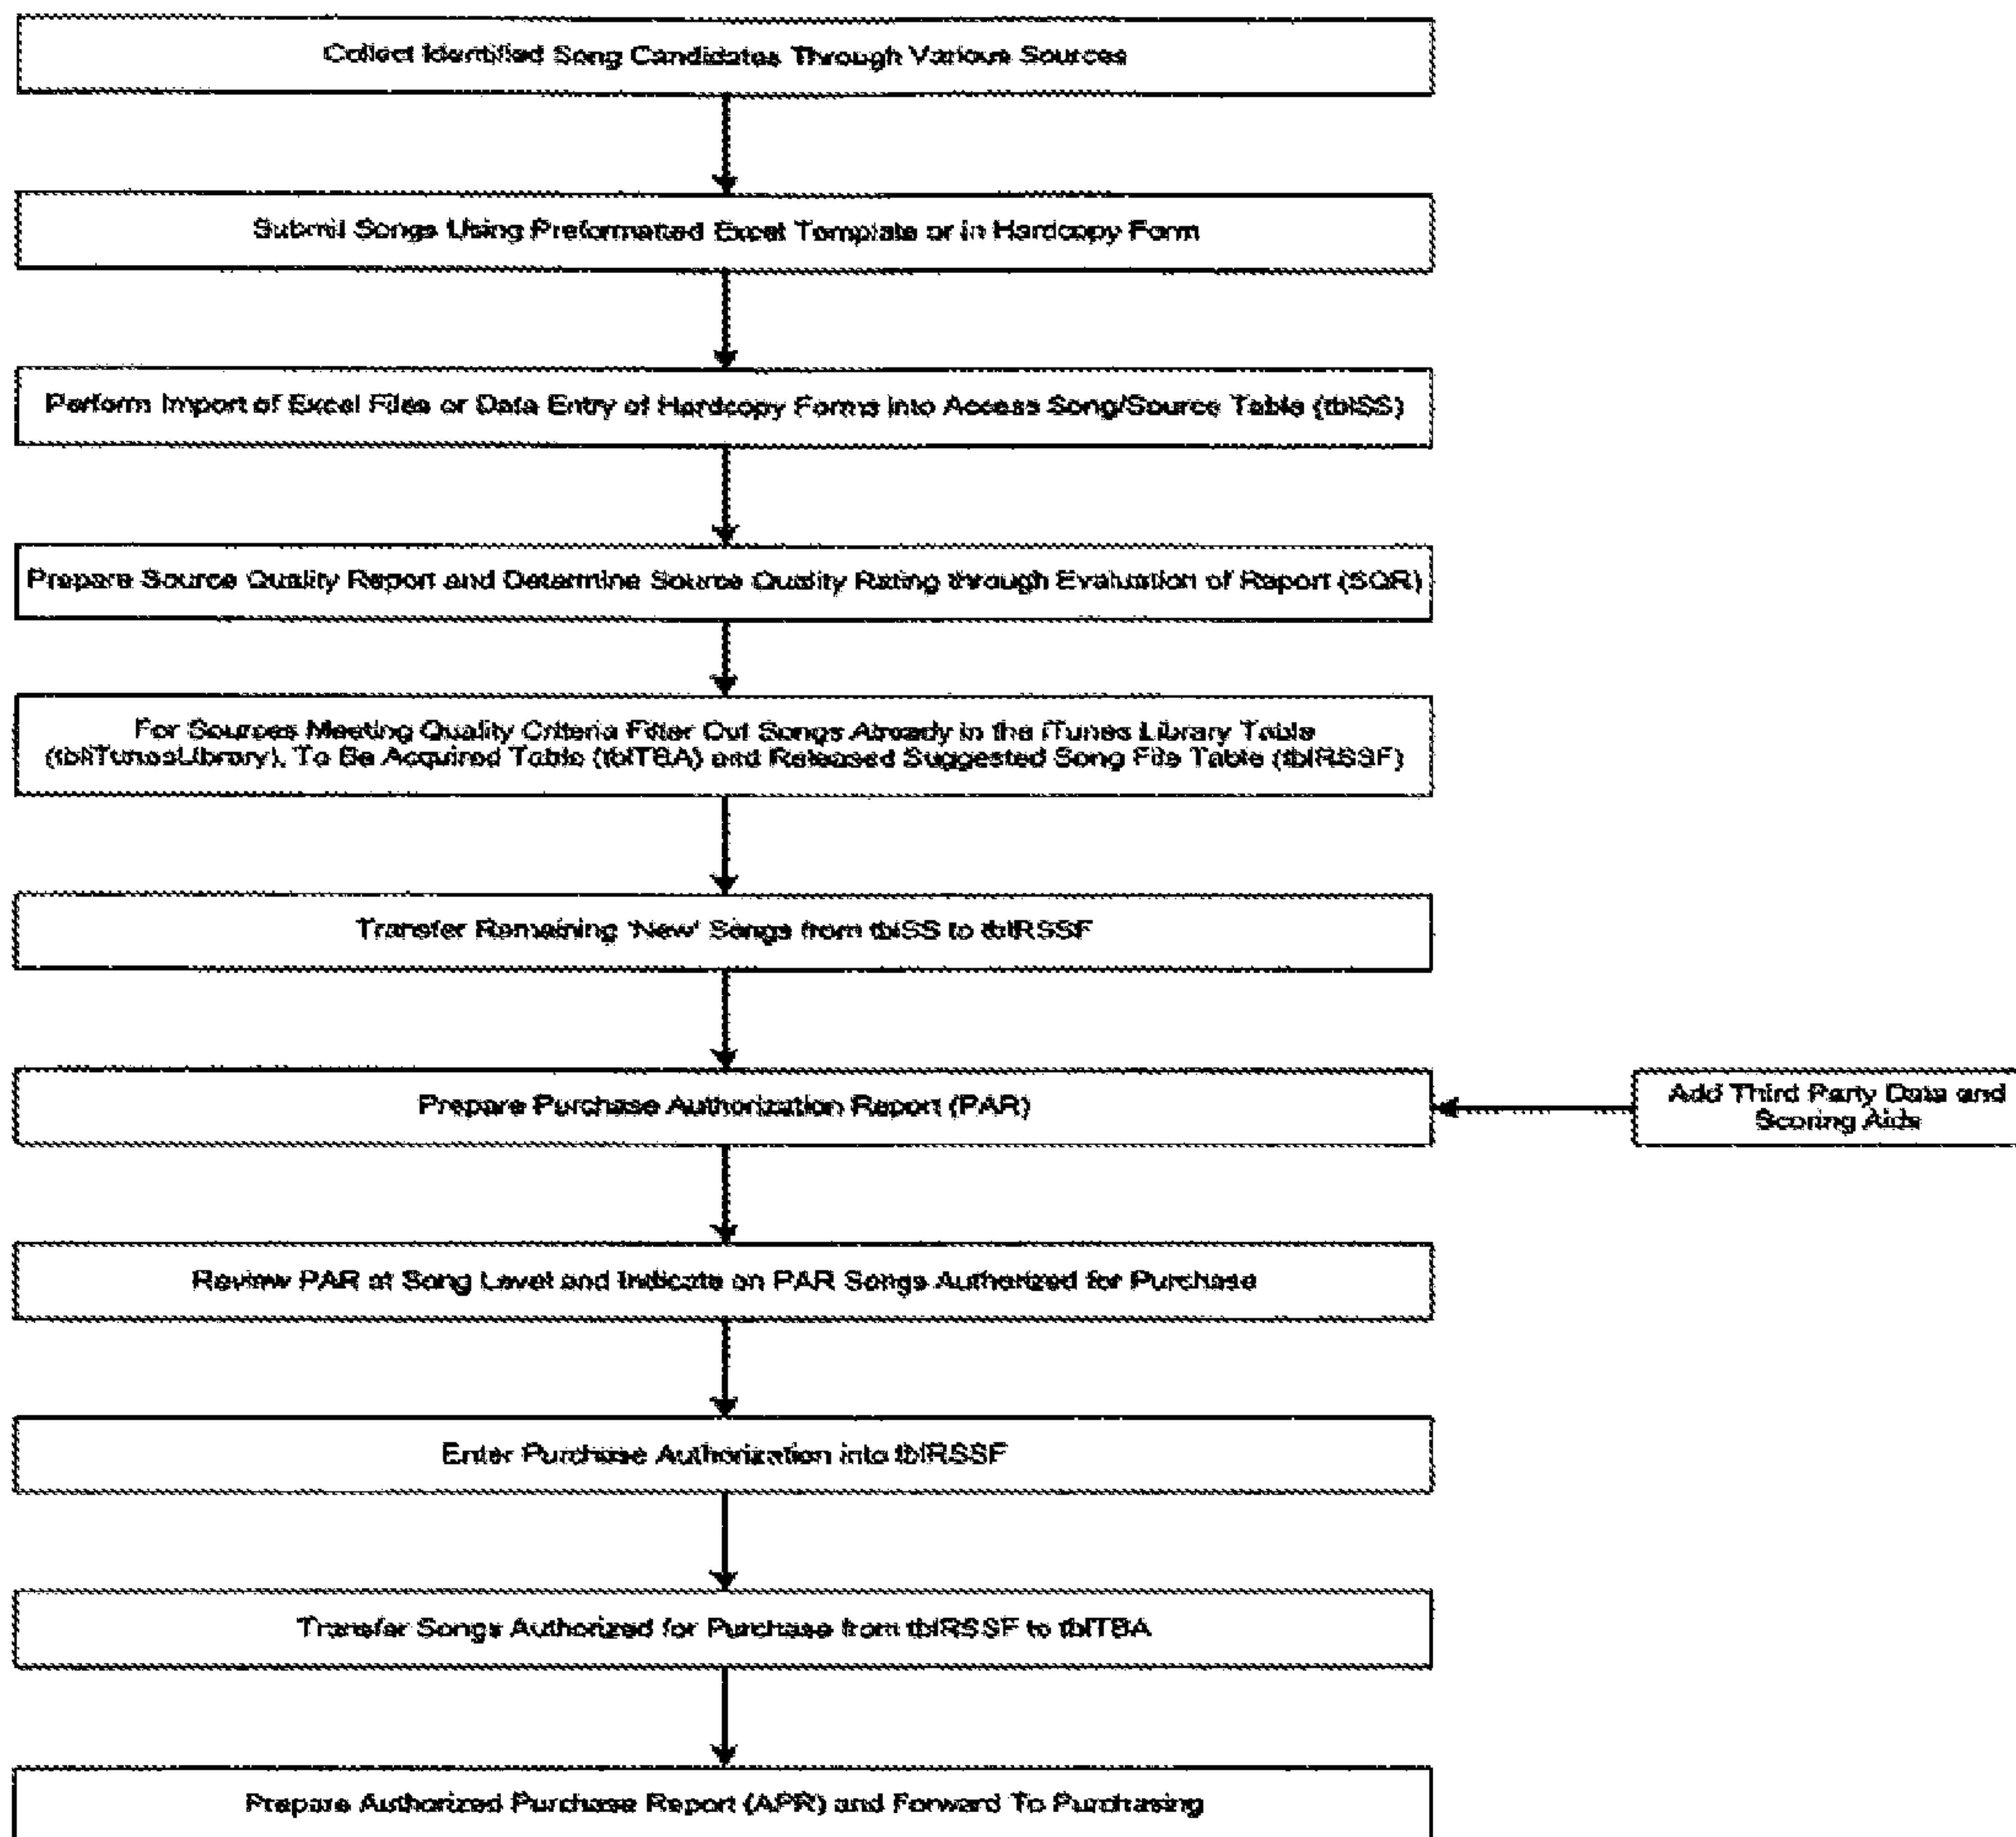 Collect Identified Song Candidates Through Various Sources
Submit Songs Using Preformatted Excel Template or in Hardcopy Form
Perform Import of Excel Files or Data Entry of Hardcopy Forms into Access Song/Source Table (tblSS)
Prepare Source Quality Report and Determine Source Quality Rating through Evaluation of Report (SQR)
For Sources Meeting Quality Criteria Filter Out Songs Already in the iTunes Library Table
(tbliTunesLibrary), To Be Acquired Table (tblTBA) and Released Suggested Song File Table (tblRSSF)
Transfer Remaining 'New' Songs from tblSS to tblRSSF
Prepare Purchase Authorization Report (PAR)
Add Third Party Data and
Scoring Aids
Review PAR at Song Level and Indicate on PAR Songs Authorized for Purchase
Enter Purchase Authorization into tblRSSF
Transfer Songs Authorized for Purchase from tblRSSF to tblTBA
Prepare Authorized Purchase Report (APR) and Forward To Purchasing